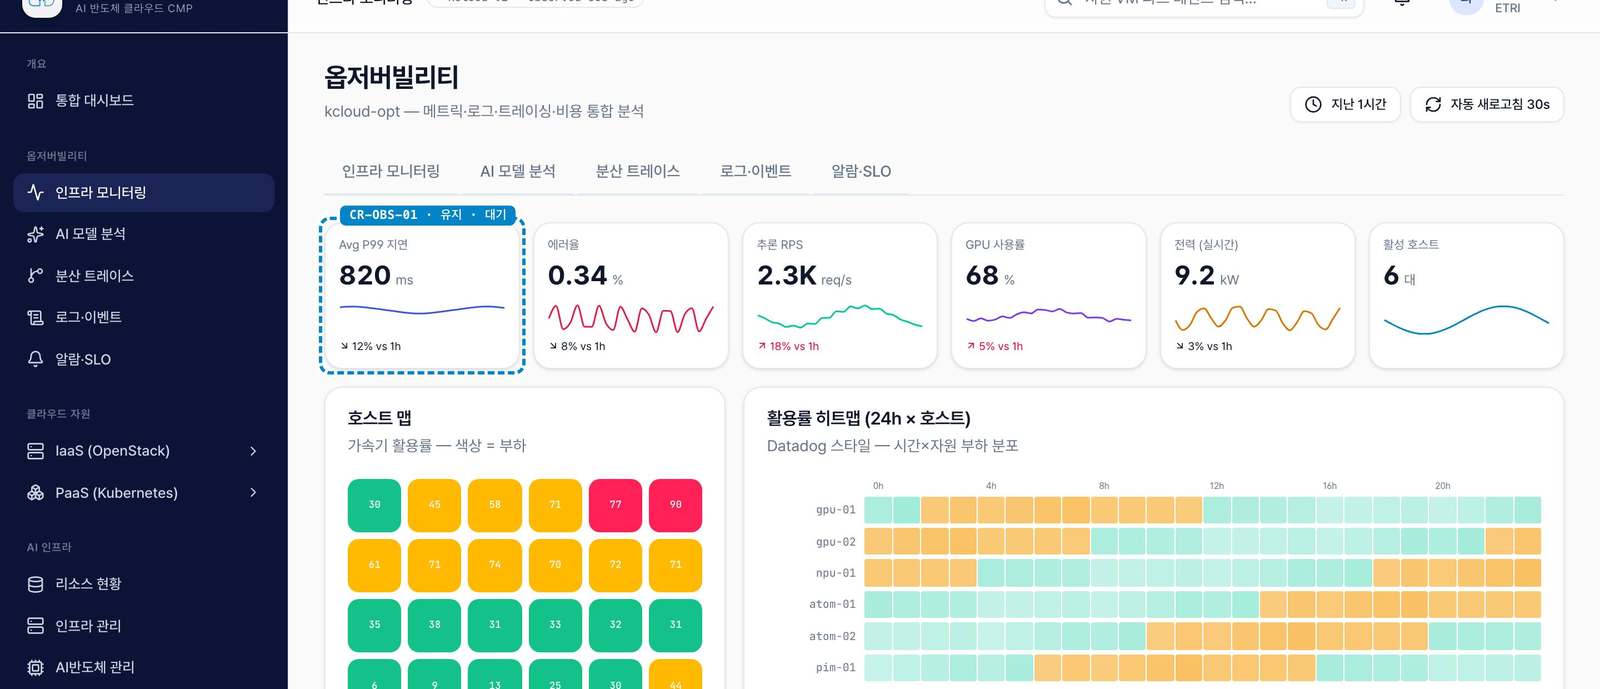 AI 반도체 클라우드 CMP
ETRI
개요
통합 대시보드
옵저버빌리티
인프라 모니터링
AI 모델 분석
분산 트레이스
로그·이벤트
알람·SLO
클라우드 자원
IaaS (OpenStack)
PaaS (Kubernetes)
AI 인프라
리소스 현황
인프라 관리
AI반도체 관리
옵저버빌리티
kcloud-opt — 메트릭·로그·트레이싱·비용 통합 분석
지난 1시간
자동 새로고침 30s
인프라 모니터링 AI 모델 분석 분산 트레이스 로그·이벤트 알람·SLO
CR-OBS-01 · 유지 · 대기
Avg P99 지연
820 ms
↘ 12% vs 1h
에러율
0.34 %
↘ 8% vs 1h
추론 RPS
2.3K req/s
↗ 18% vs 1h
GPU 사용률
68 %
↗ 5% vs 1h
전력 (실시간)
9.2 kW
↘ 3% vs 1h
활성 호스트
6 대
호스트 맵
가속기 활용률 — 색상 = 부하
30 45 58 71 77 90
61 71 74 70 72 71
35 38 31 33 32 31
6 9 13 25 30 44
활용률 히트맵 (24h × 호스트)
Datadog 스타일 — 시간×자원 부하 분포
0h 4h 8h 12h 16h 20h
gpu-01
gpu-02
npu-01
atom-01
atom-02
pim-01